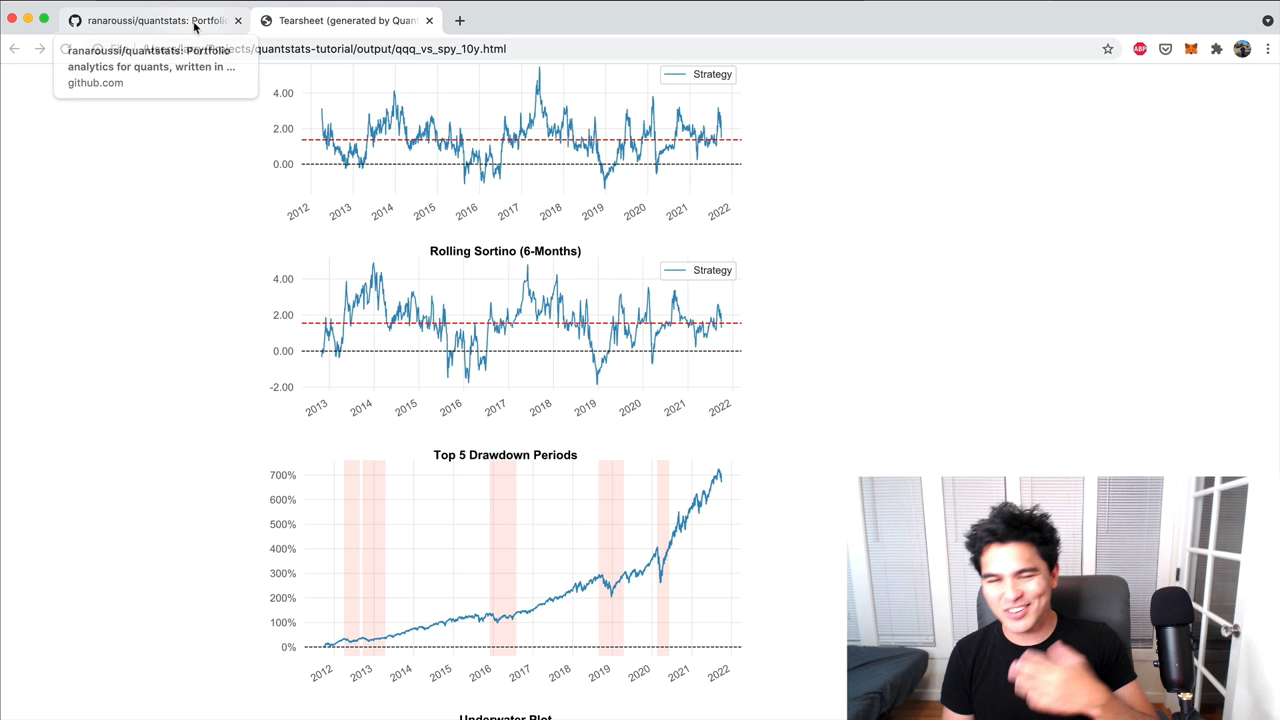 ranaroussi/quantstats: Portfolio
Tearsheet (generated by Quan
/projects/quantstats-tutorial/output/qqq_vs_spy_10y.html
ABP
ranaroussi/quantstats: Portfolio
analytics for quants, written in ...
github.com
Strategy
4.00
2.00
0.00
2012 2013 2014 2015 2016 2017 2018 2019 2020 2021 2022
Rolling Sortino (6-Months)
Strategy
4.00
2.00
0.00
-2.00
2013 2014 2015 2016 2017 2018 2019 2020 2021 2022
Top 5 Drawdown Periods
700%
600%
500%
400%
300%
200%
100%
0%
2012 2013 2014 2015 2016 2017 2018 2019 2020 2021 2022
Underwater Plot